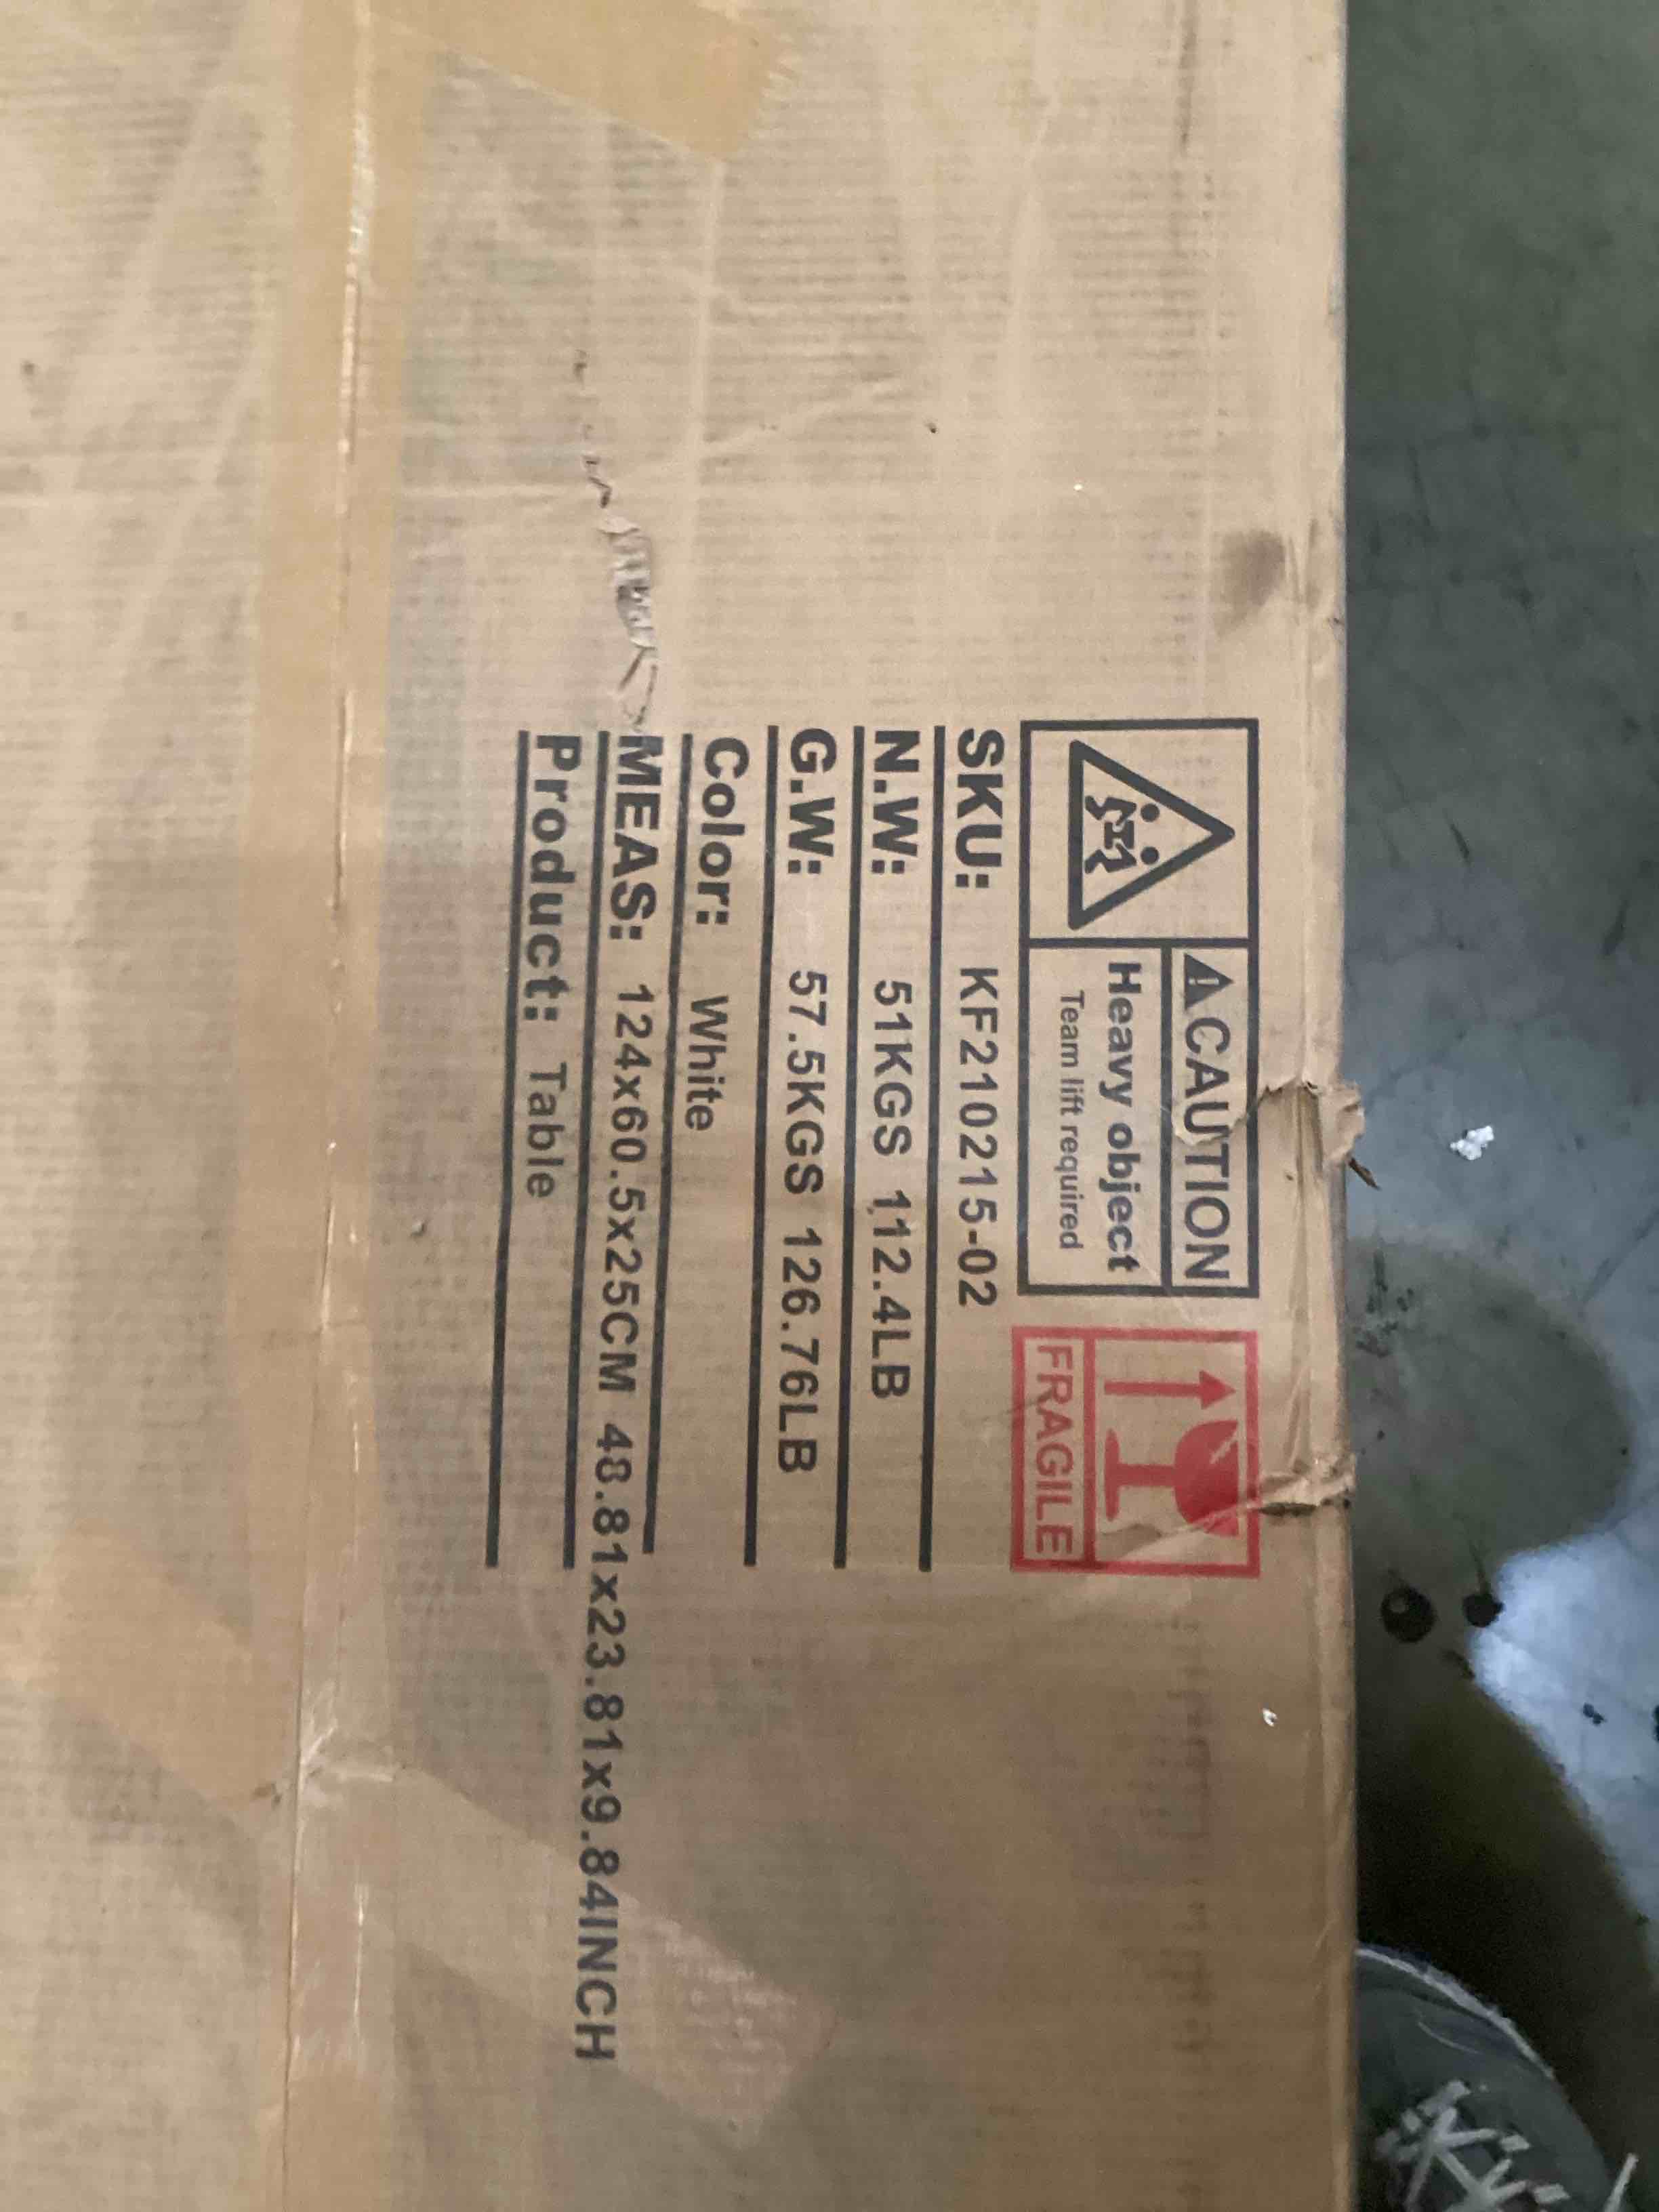 ⚠CAUTION
Heavy object
Team lift required
FRAGILE
SKU: KF210215-02
N.W: 51KGS 112.4LB
G.W: 57.5KGS 126.76LB
Color: White
MEAS: 124x60.5x25CM 48.81x23.81x9.84INCH
Product: Table